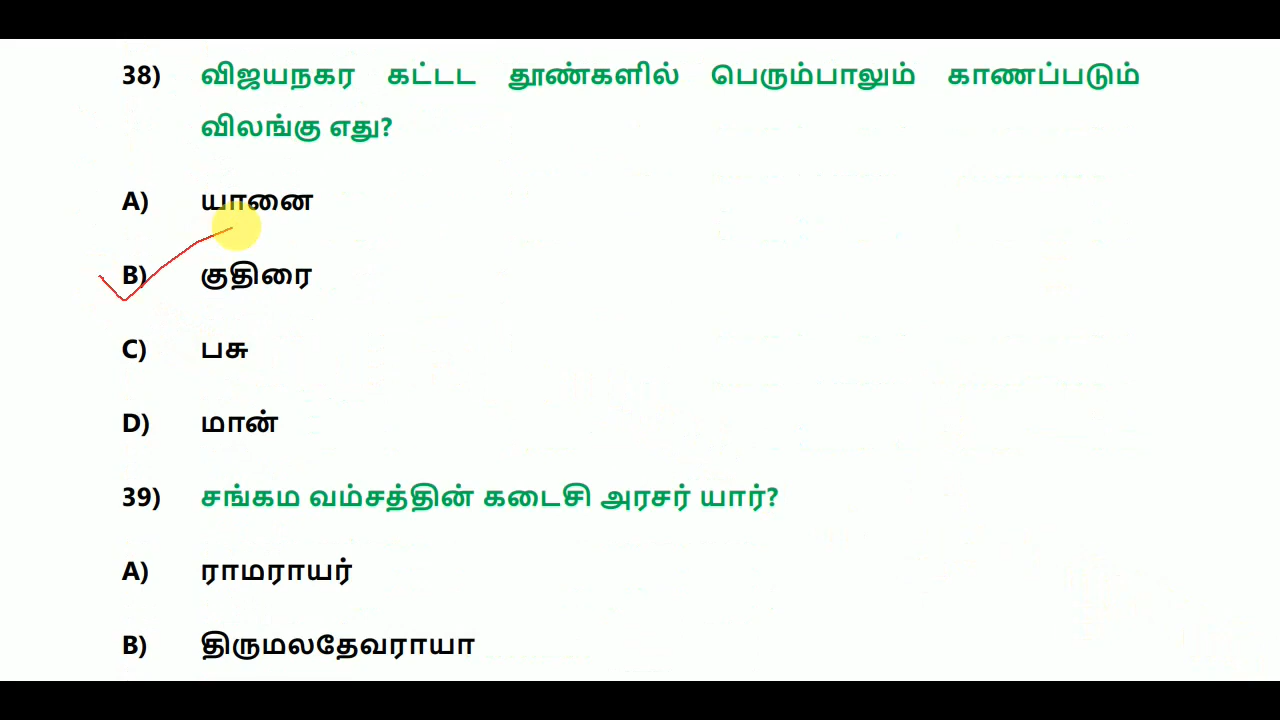 38) விஜயநகர கட்டட தூண்களில் பெரும்பாலும் காணப்படும்
விலங்கு எது?
A) யானை
B) குதிரை
C) பசு
D) மான்
39) சங்கம வம்சத்தின் கடைசி அரசர் யார்?
A) ராமராயர்
B) திருமலதேவராயா